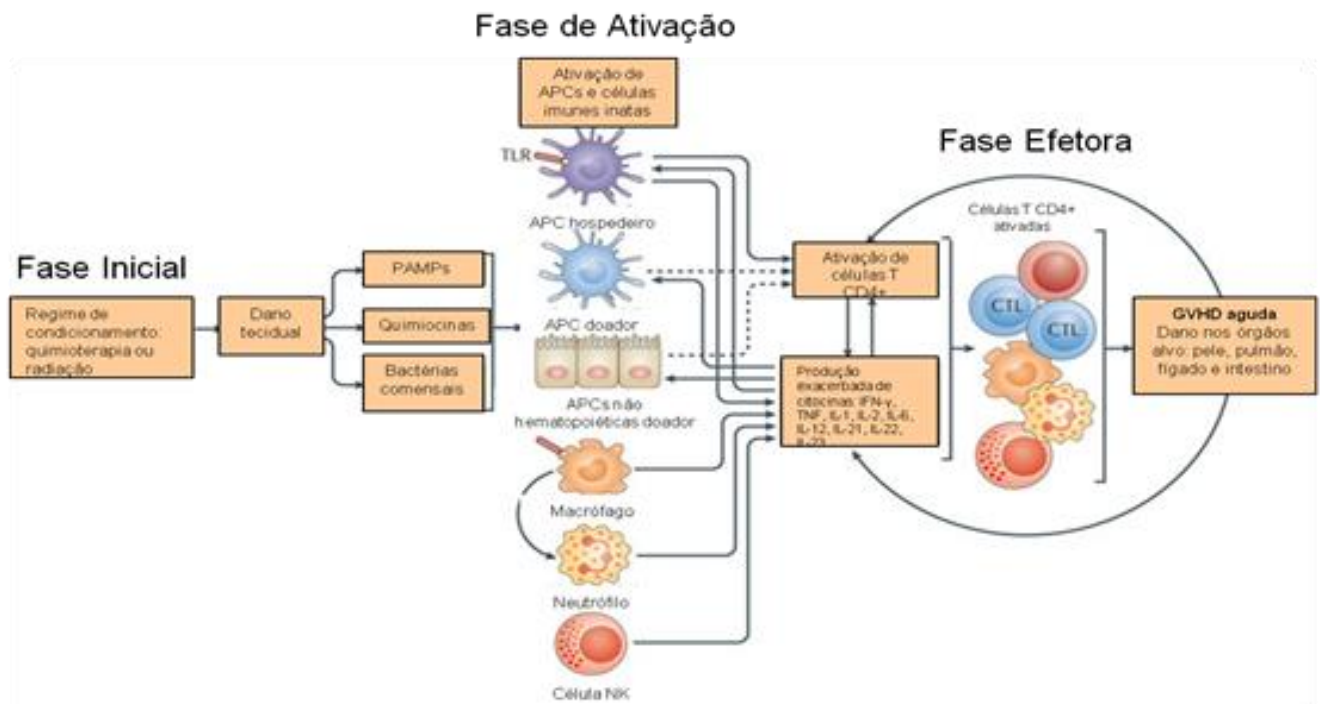 Fase de Ativação
Ativação de
APCs e células
imunes inatas
TLR
APC hospedeiro
Fase Inicial
Regime de
condicionamento:
quimioterapia ou
radiação
Dano
tecidual
PAMPs
Quimiocinas
Bactérias
comensais
APC doador
APCs não
hematopoiéticas doador
Macrófago
Neutrófilo
Célula NK
Fase Efetora
Ativação de
células T
CD4+
Produção
exacerbada de
citocinas: IFN-γ,
TNF, IL-1, IL-2, IL-6,
IL-12, IL-21, IL-22,
IL-23
Células T CD4+
ativadas
CTL
CTL
GVHD aguda
Dano nos órgãos
alvo: pele, pulmão,
fígado e intestino